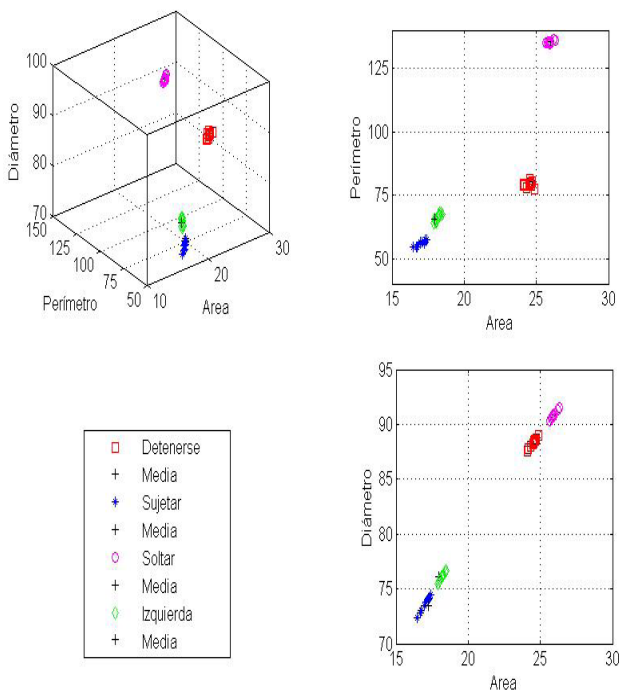 100
90
80
70
150
125
100
75
50
10
20
30
Diámetro
Perímetro
Area
125
100
75
50
15
20
25
30
Perímetro
Area
95
90
85
80
75
70
15
20
25
30
Diámetro
Area
Detenerse
Media
Sujetar
Media
Soltar
Media
Izquierda
Media